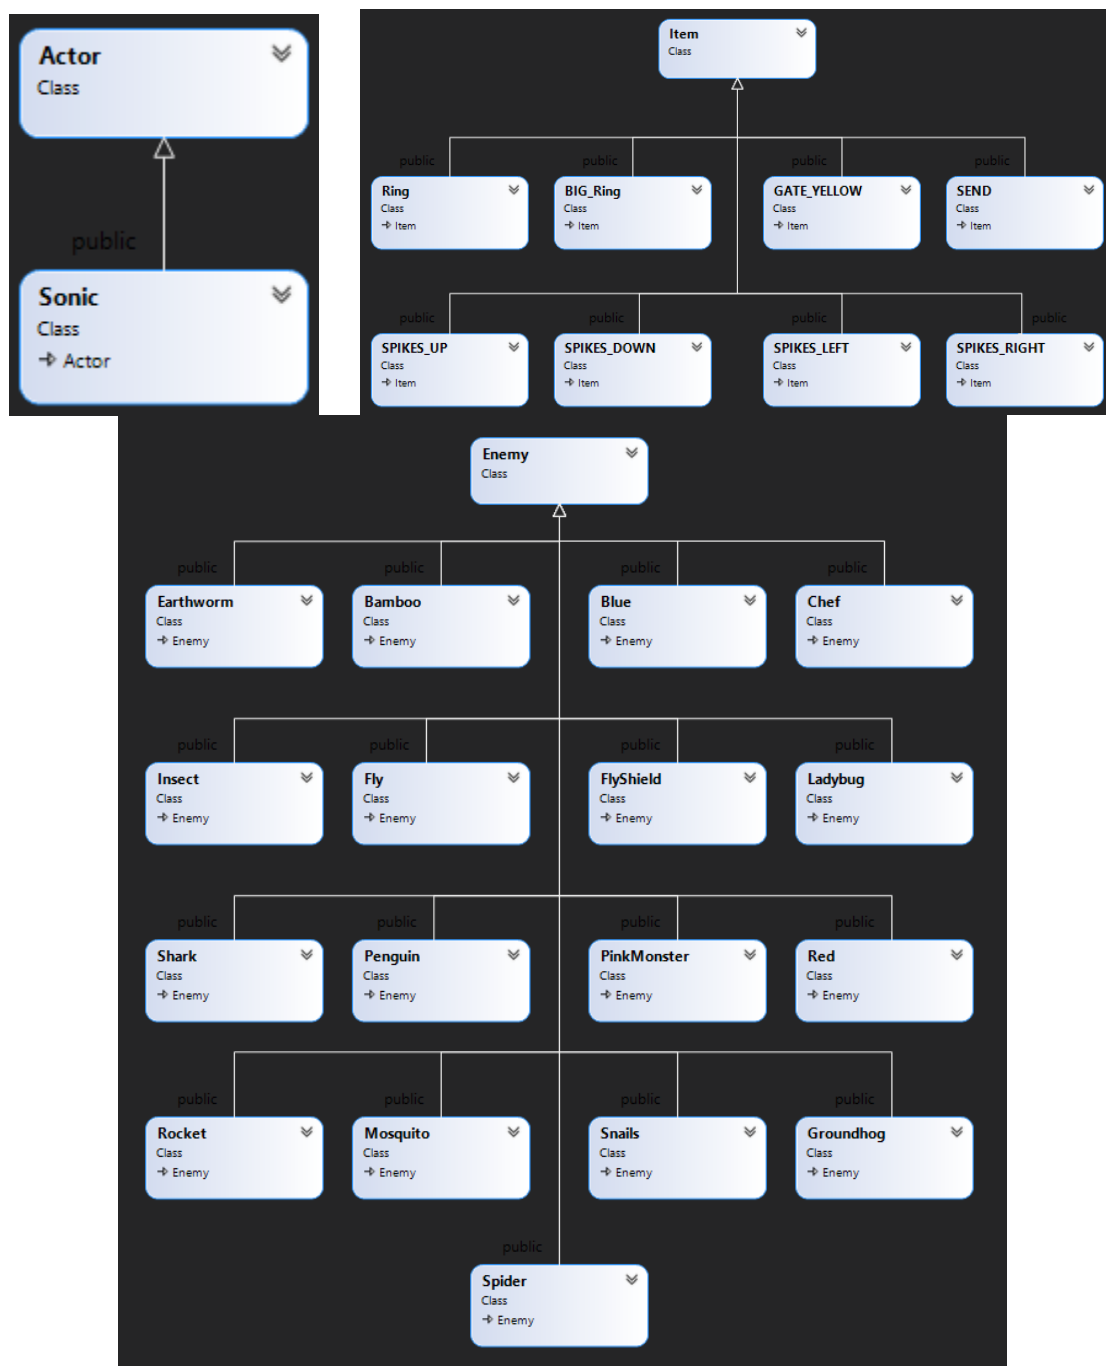 Actor
Class
public
Sonic
Class
Actor
Item
Class
public public public public
Ring BIG_Ring GATE_YELLOW SEND
Class Class Class Class
Item Item Item Item
public public public public
SPIKES_UP SPIKES_DOWN SPIKES_LEFT SPIKES_RIGHT
Class Class Class Class
Item Item Item Item
Enemy
Class
public public public public
Earthworm Bamboo Blue Chef
Class Class Class Class
Enemy Enemy Enemy Enemy
public public public public
Insect Fly FlyShield Ladybug
Class Class Class Class
Enemy Enemy Enemy Enemy
public public public public
Shark Penguin PinkMonster Red
Class Class Class Class
Enemy Enemy Enemy Enemy
public public public public
Rocket Mosquito Snails Groundhog
Class Class Class Class
Enemy Enemy Enemy Enemy
public
Spider
Class
Enemy